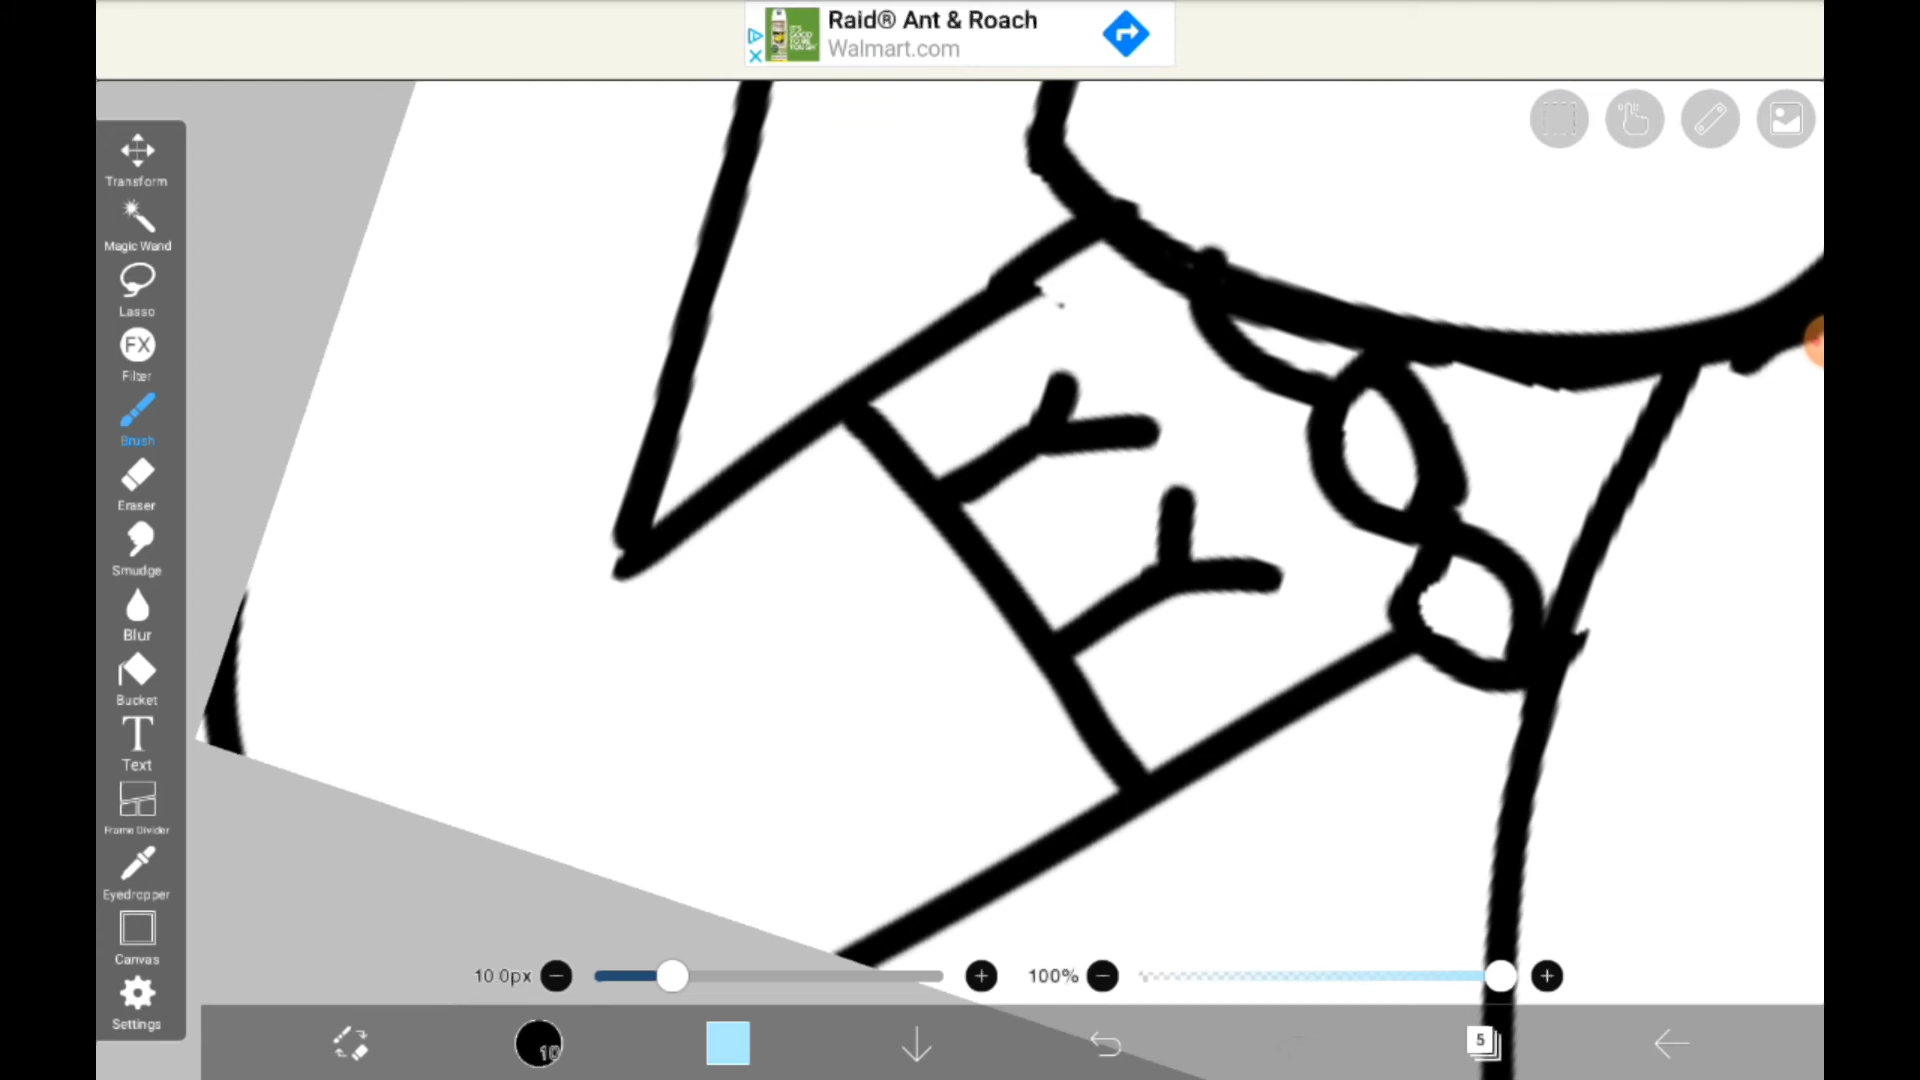 Raid® Ant & Roach
Walmart.com
Transform
Magic Wand
Lasso
FX
Filter
Brush
Eraser
Smudge
Blur
Bucket
T
Text
Frame Divider
Eyedropper
Canvas
Settings
10.0px
100%
10
5